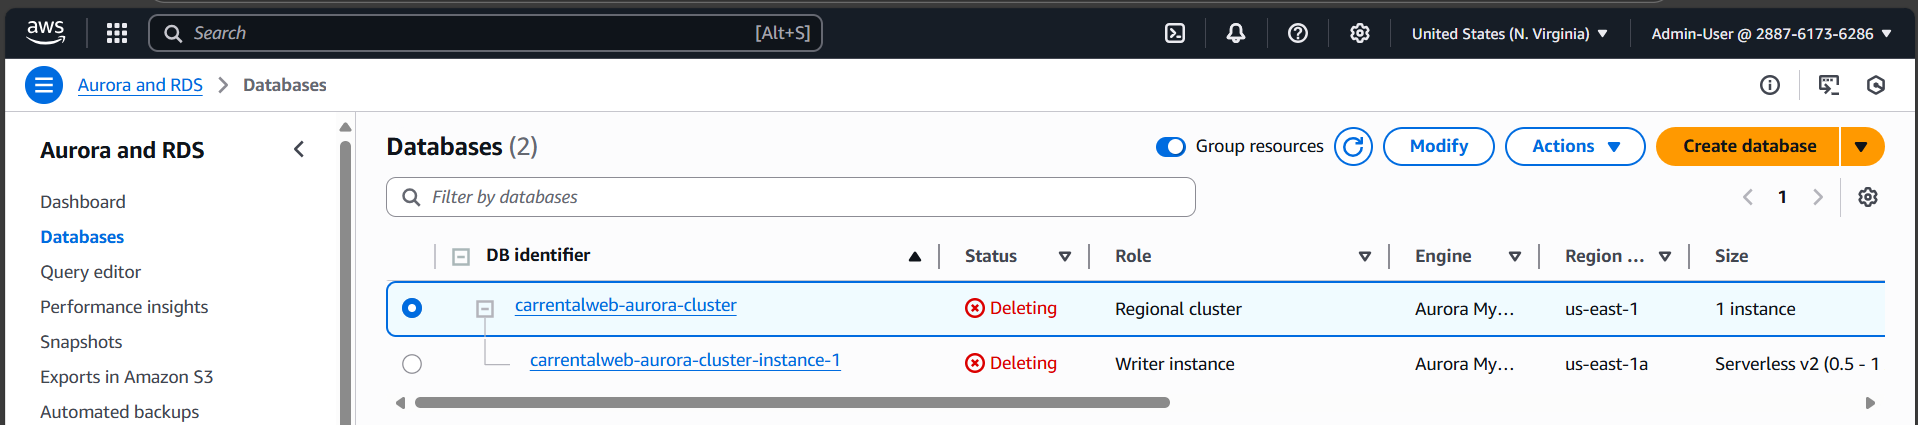 aws
Search [Alt+S] United States (N. Virginia) Admin-User @ 2887-6173-6286
Aurora and RDS Databases
Aurora and RDS
Dashboard
Databases
Query editor
Performance insights
Snapshots
Exports in Amazon S3
Automated backups
Databases (2) Group resources Modify Actions Create database
Filter by databases 1
DB identifier Status Role Engine Region ... Size
carrentalweb-aurora-cluster Deleting Regional cluster Aurora My... us-east-1 1 instance
carrentalweb-aurora-cluster-instance-1 Deleting Writer instance Aurora My... us-east-1a Serverless v2 (0.5 - 1